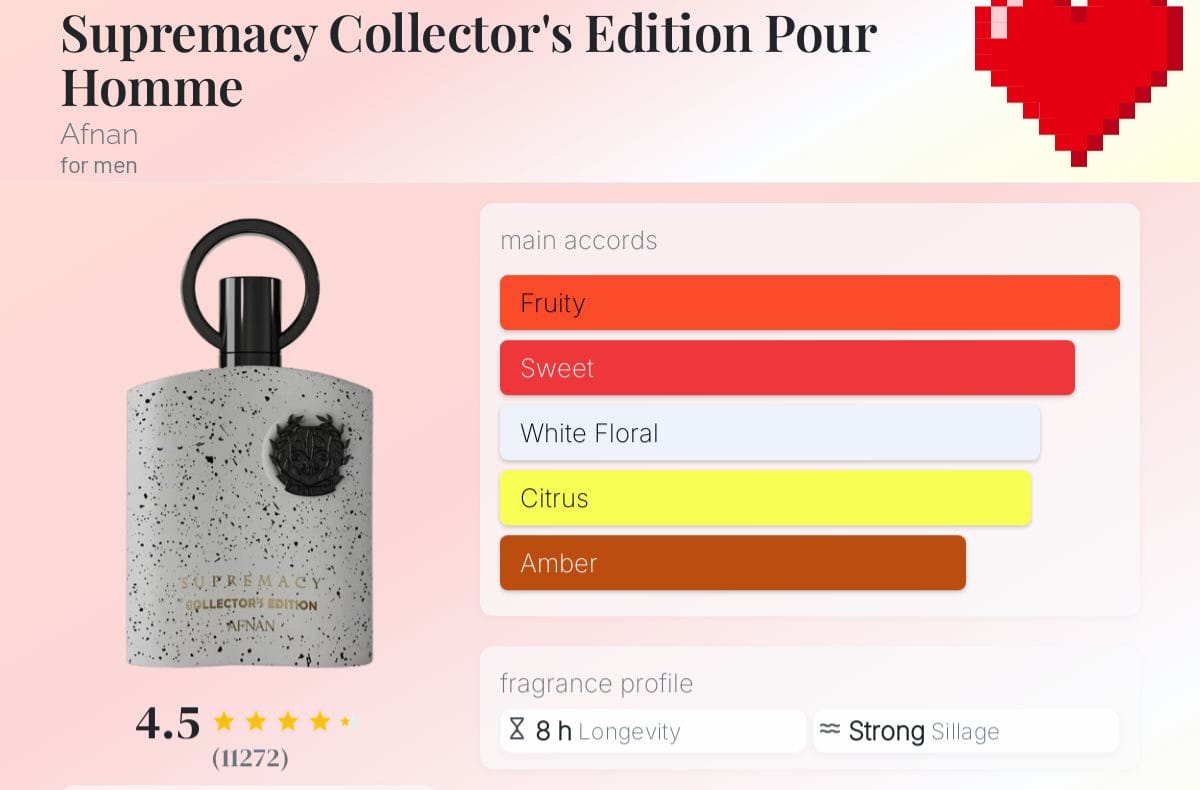 Supremacy Collector's Edition Pour
Homme
Afnan
for men
main accords
Fruity
Sweet
White Floral
Citrus
Amber
SUPREMACY
COLLECTOR'S EDITION
AFNAN
fragrance profile
8 h Longevity
Strong Sillage
4.5
(11272)